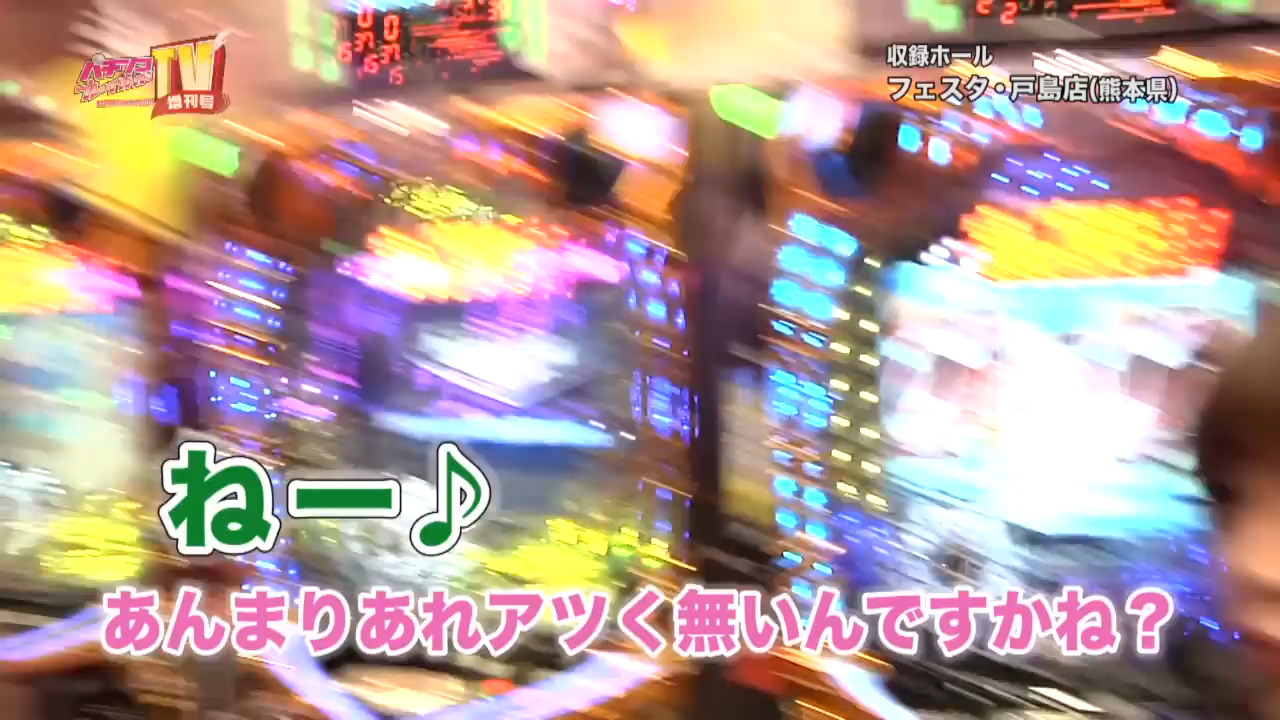 TV
増刊号
収録ホール
フェスタ・戸島店(熊本県)
ねー♪
あんまりあれアツく無いんですかね？